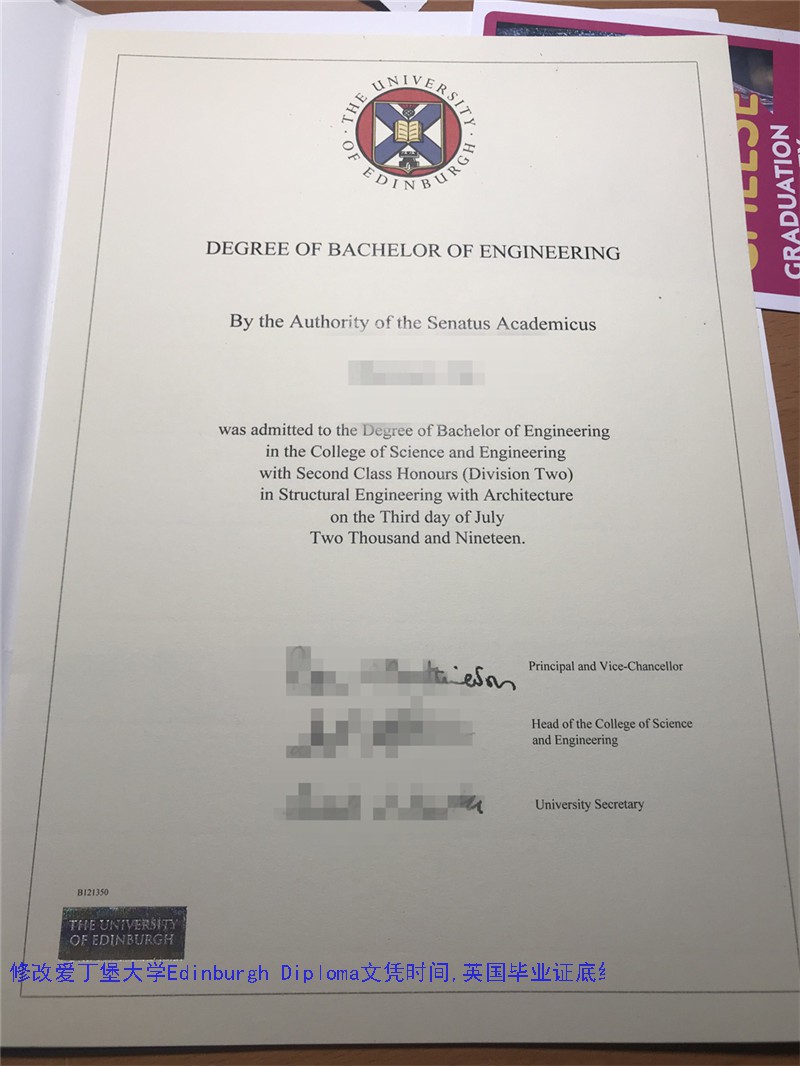 THE UNIVERSITY OF EDINBURGH
CHEESE
GRADUATION
DEGREE OF BACHELOR OF ENGINEERING
By the Authority of the Senatus Academicus
was admitted to the Degree of Bachelor of Engineering
in the College of Science and Engineering
with Second Class Honours (Division Two)
in Structural Engineering with Architecture
on the Third day of July
Two Thousand and Nineteen.
Principal and Vice-Chancellor
Head of the College of Science
and Engineering
University Secretary
B121350
THE UNIVERSITY
OF EDINBURGH
修改爱丁堡大学Edinburgh Diploma文凭时间,英国毕业证底